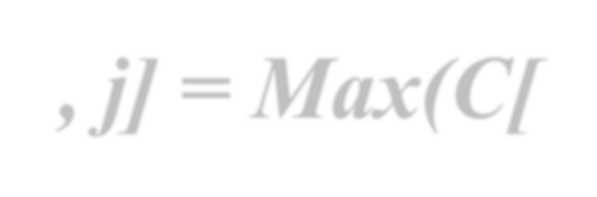 , j] = Max(C[